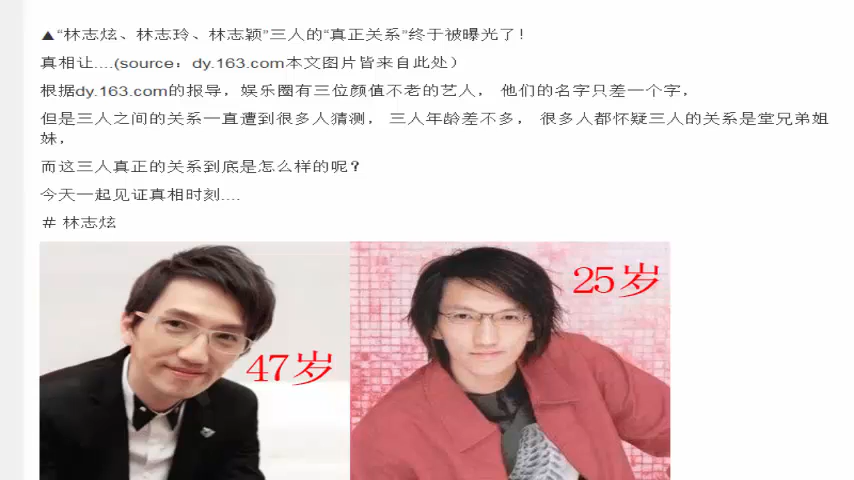 ▲“林志炫、林志玲、林志颖”三人的“真正关系”终于被曝光了!
真相让....(source：dy.163.com本文图片皆来自此处）
根据dy.163.com的报导，娱乐圈有三位颜值不老的艺人， 他们的名字只差一个字，
但是三人之间的关系一直遭到很多人猜测， 三人年龄差不多， 很多人都怀疑三人的关系是堂兄弟姐
妹，
而这三人真正的关系到底是怎么样的呢？
今天一起见证真相时刻....
# 林志炫
25岁
47岁